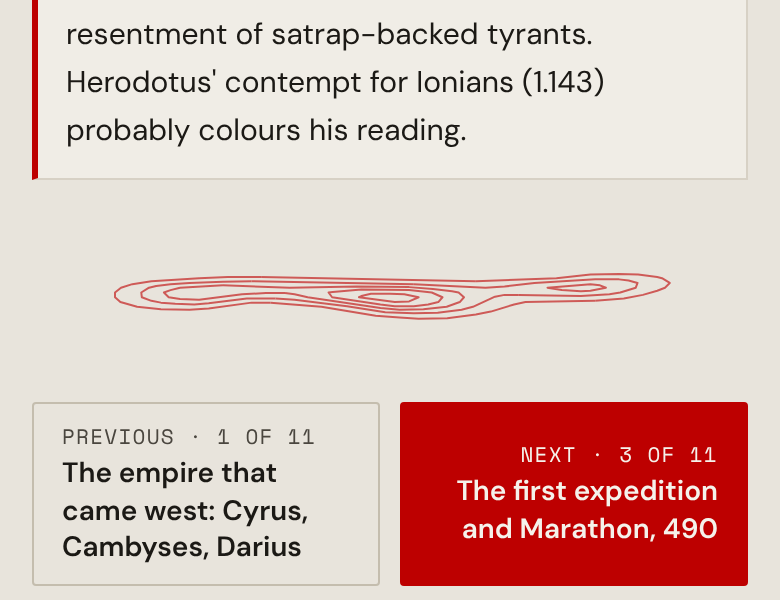 resentment of satrap-backed tyrants.
Herodotus' contempt for Ionians (1.143)
probably colours his reading.
PREVIOUS · 1 OF 11
The empire that
came west: Cyrus,
Cambyses, Darius
NEXT · 3 OF 11
The first expedition
and Marathon, 490